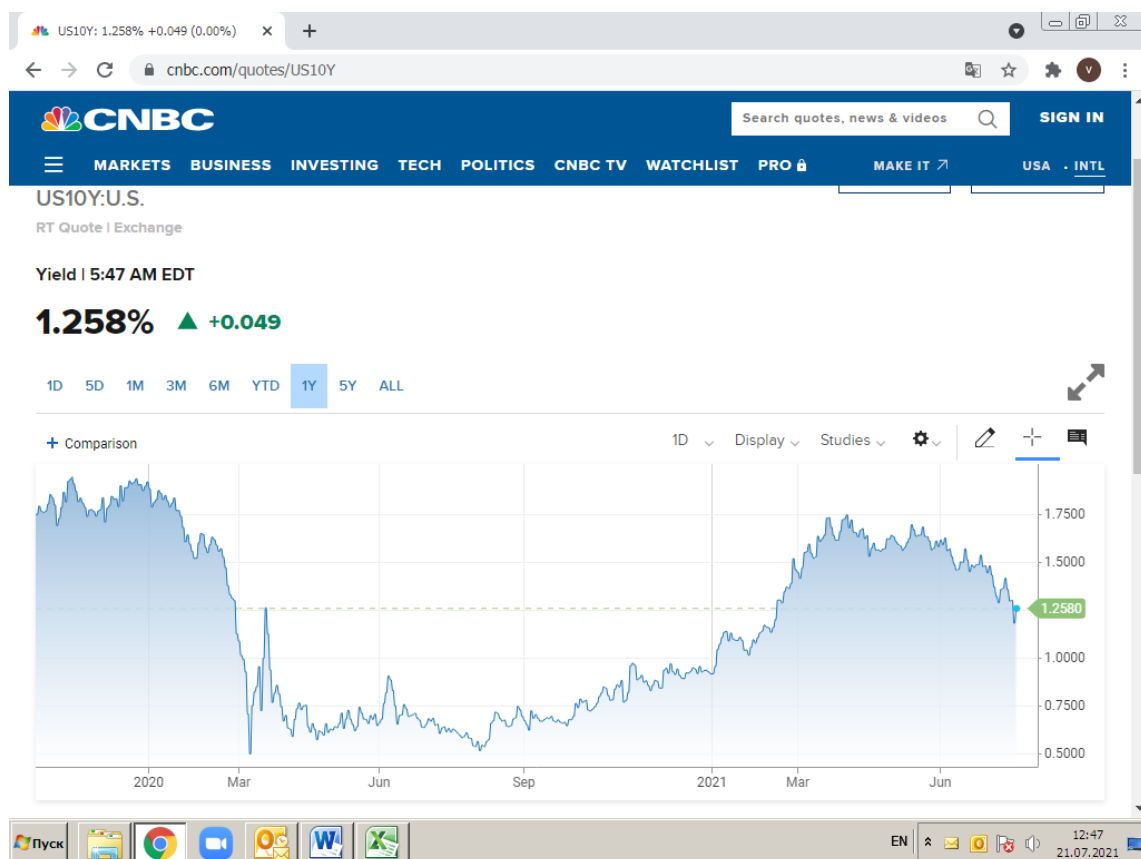 US10Y: 1.258% +0.049 (0.00%)
cnbc.com/quotes/US10Y
V
CNBC
Search quotes, news & videos
SIGN IN
MARKETS BUSINESS INVESTING TECH POLITICS CNBC TV WATCHLIST PRO MAKE IT USA · INTL
US10Y:U.S.
RT Quote | Exchange
Yield | 5:47 AM EDT
1.258% ▲ +0.049
1D 5D 1M 3M 6M YTD 1Y 5Y ALL
+ Comparison 1D Display Studies
1.7500
1.5000
1.2580
1.0000
0.7500
0.5000
2020 Mar Jun Sep 2021 Mar Jun
Пуск EN 12:47
21.07.2021